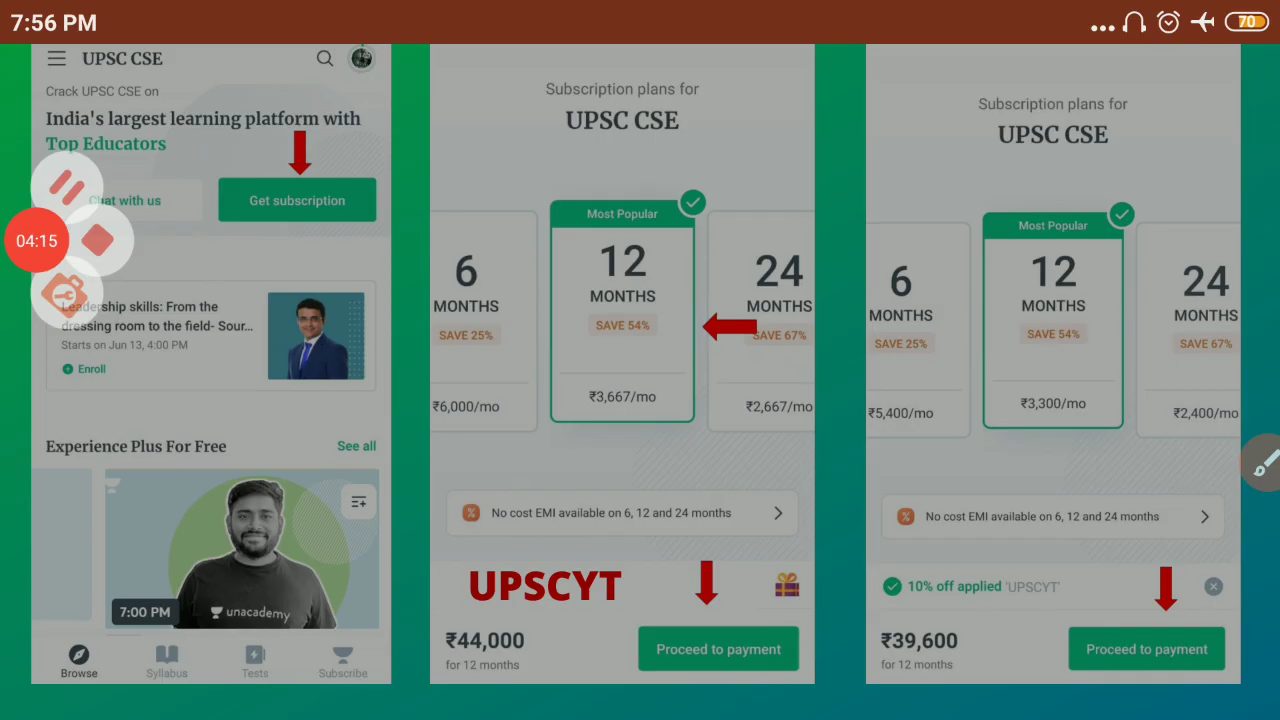 7:56 PM
70
UPSC CSE
Crack UPSC CSE on
India's largest learning platform with
Top Educators
Chat with us
Get subscription
04:15
Leadership skills: From the
dressing room to the field- Sour...
Starts on Jun 13, 4:00 PM
Enroll
Experience Plus For Free
See all
unacademy
7:00 PM
Browse
Syllabus
Tests
Subscribe
Subscription plans for
UPSC CSE
6
MONTHS
SAVE 25%
₹6,000/mo
Most Popular
12
MONTHS
SAVE 54%
₹3,667/mo
24
MONTHS
SAVE 67%
₹2,667/mo
No cost EMI available on 6, 12 and 24 months
UPSCYT
₹44,000
for 12 months
Proceed to payment
Subscription plans for
UPSC CSE
6
MONTHS
SAVE 25%
₹5,400/mo
Most Popular
12
MONTHS
SAVE 54%
₹3,300/mo
24
MONTHS
SAVE 67%
₹2,400/mo
No cost EMI available on 6, 12 and 24 months
10% off applied 'UPSCYT'
₹39,600
for 12 months
Proceed to payment